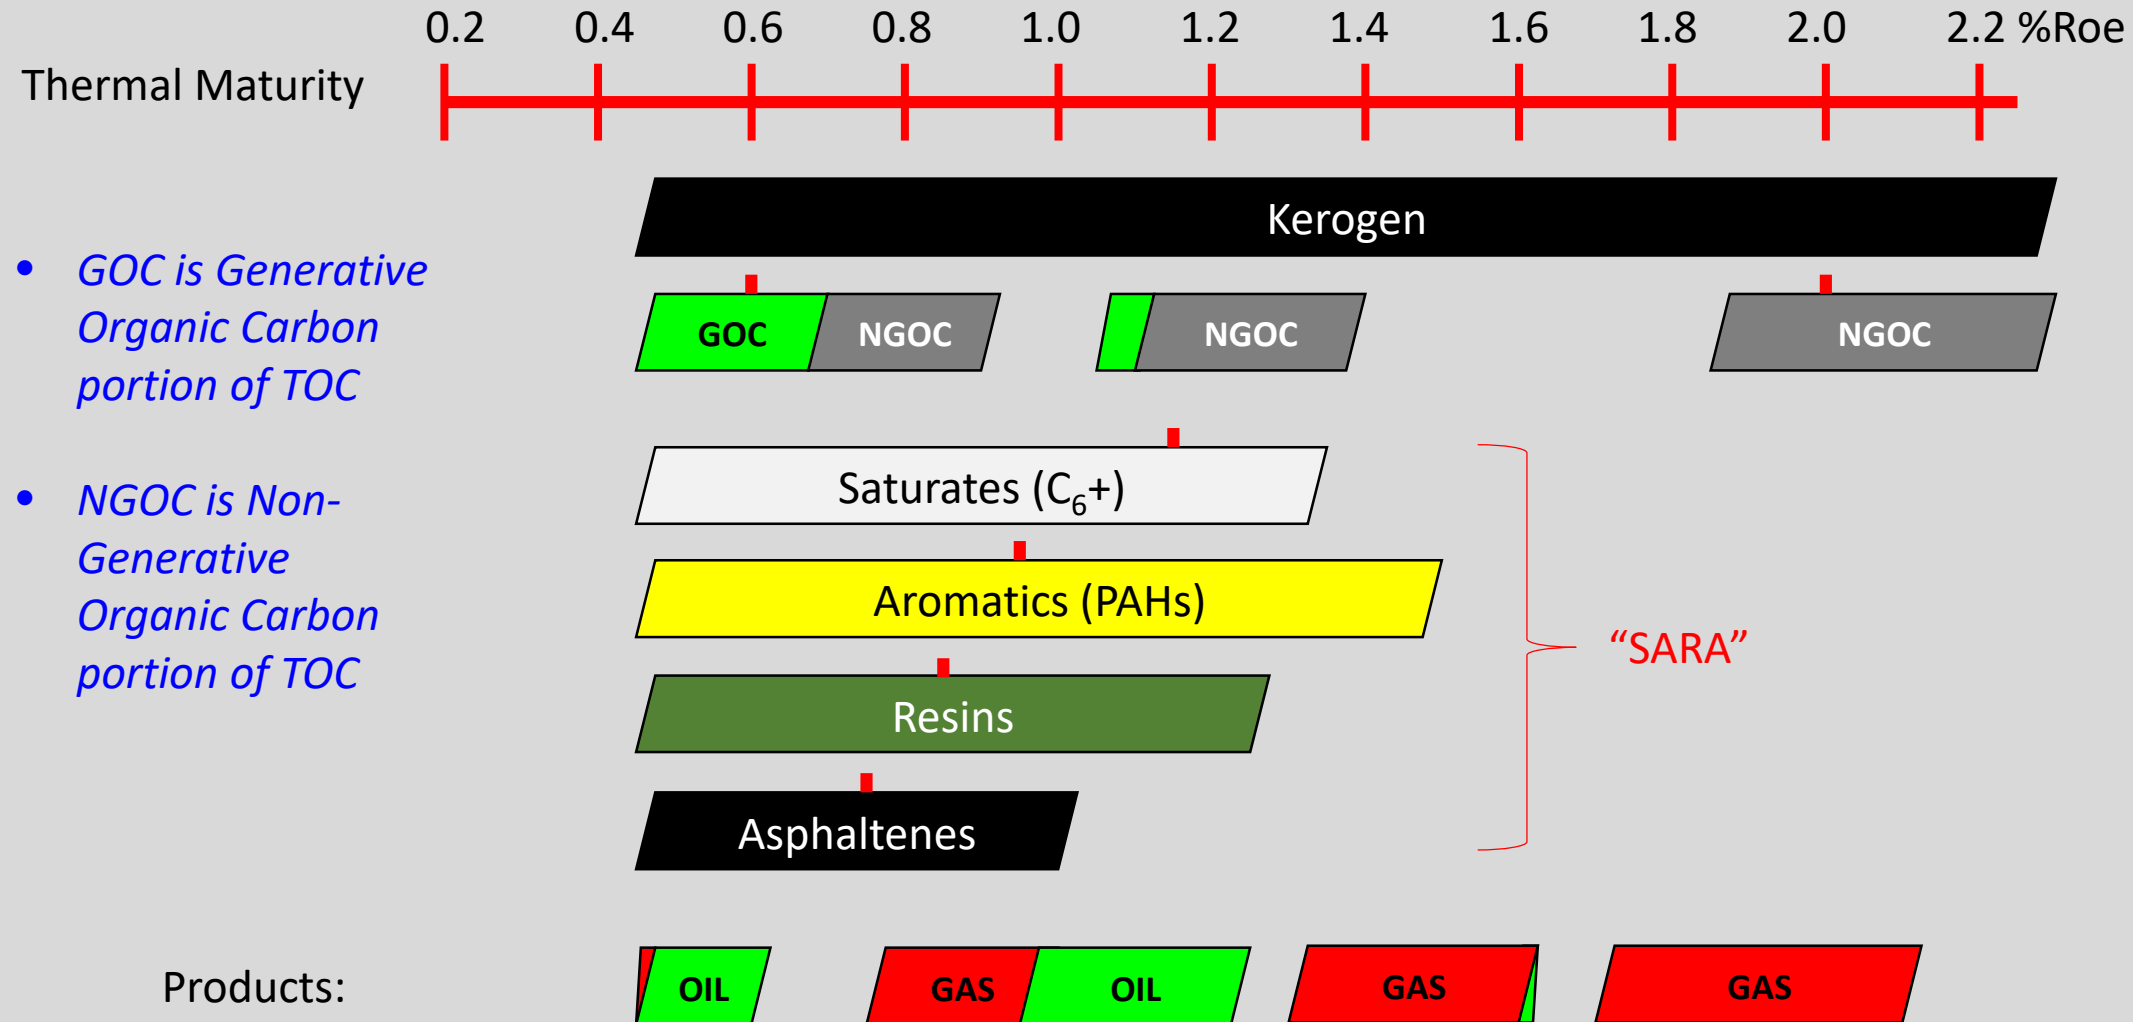 0.2 0.4 0.6 0.8 1.0 1.2 1.4 1.6 1.8 2.0 2.2 %Roe
Thermal Maturity
Kerogen
• GOC is Generative
Organic Carbon
portion of TOC
GOC NGOC NGOC NGOC
• NGOC is Non-
Generative
Organic Carbon
portion of TOC
Saturates (C₆+)
Aromatics (PAHs)
“SARA”
Resins
Asphaltenes
Products: OIL GAS OIL GAS GAS